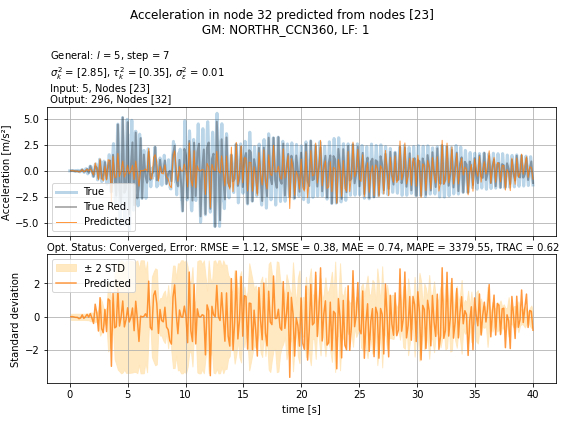 Acceleration in node 32 predicted from nodes [23]
GM: NORTHR_CCN360, LF: 1
General: l = 5, step = 7
σ²ₖ = [2.85], τ²ₖ = [0.35], σ²ε = 0.01
Input: 5, Nodes [23]
Output: 296, Nodes [32]
Acceleration [m/s²]
5.0
2.5
0.0
−2.5
−5.0
True
True Red.
Predicted
Opt. Status: Converged, Error: RMSE = 1.12, SMSE = 0.38, MAE = 0.74, MAPE = 3379.55, TRAC = 0.62
Standard deviation
2
0
−2
± 2 STD
Predicted
0 5 10 15 20 25 30 35 40
time [s]